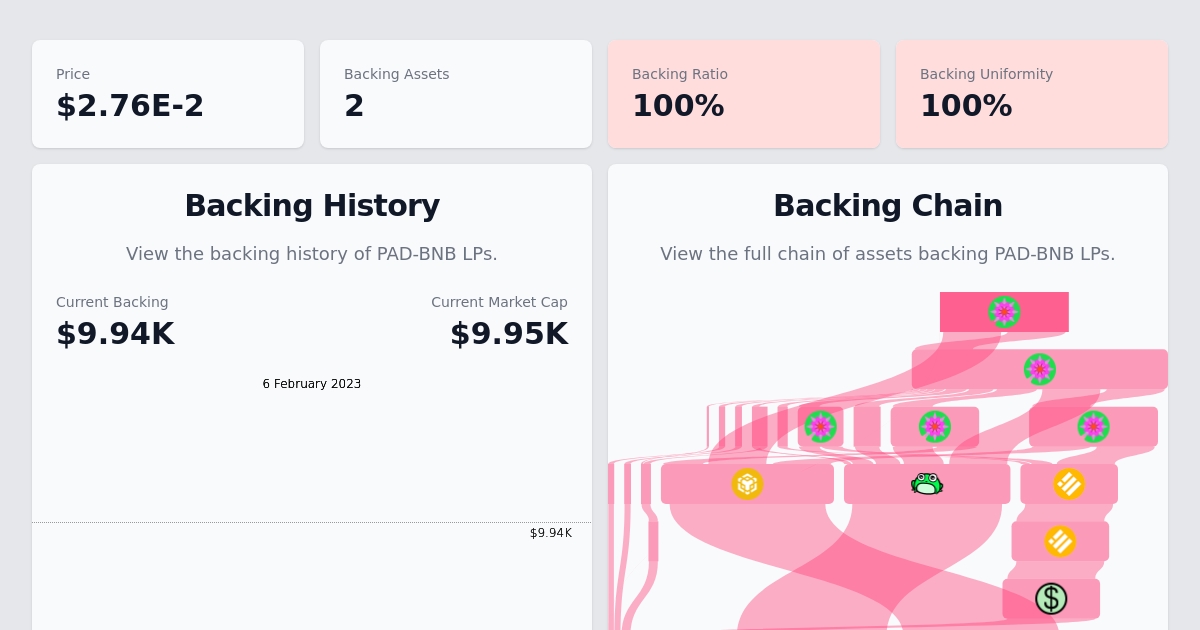 Price
$2.76E-2
Backing Assets
2
Backing Ratio
100%
Backing Uniformity
100%
Backing History
View the backing history of PAD-BNB LPs.
Current Backing
$9.94K
Current Market Cap
$9.95K
6 February 2023
$9.94K
Backing Chain
View the full chain of assets backing PAD-BNB LPs.
$